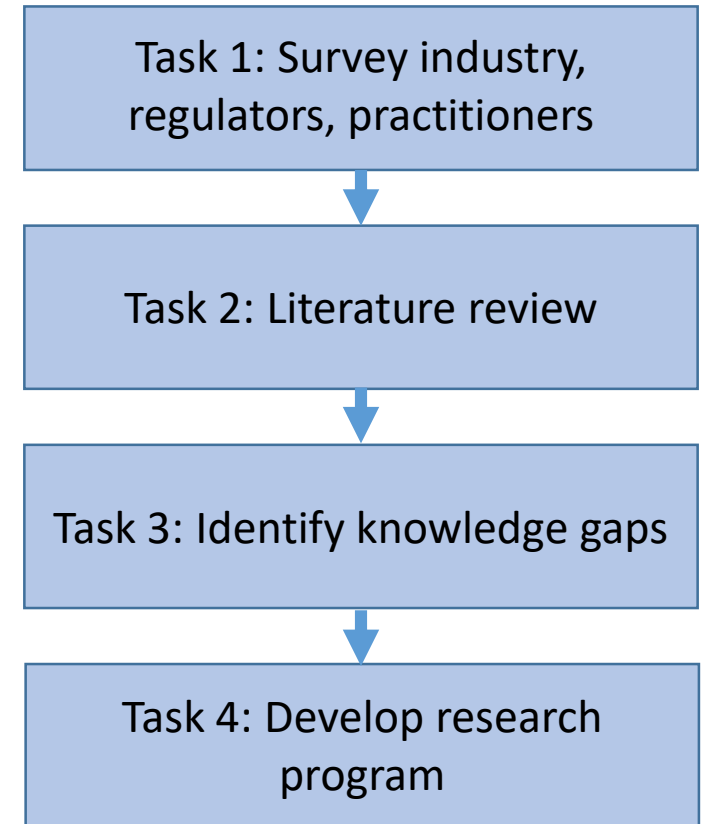 Task 1: Survey industry,
regulators, practitioners
Task 2: Literature review
Task 3: Identify knowledge gaps
Task 4: Develop research
program